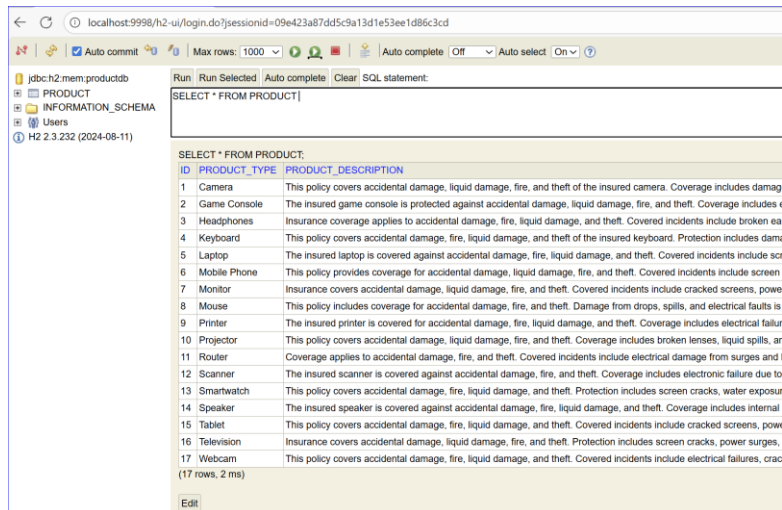 localhost:9998/h2-ui/login.do?jsessionid=09e423a87dd5c9a13d1e53ee1d86c3cd
Auto commit Max rows: 1000 Auto complete Off Auto select On
jdbc:h2:mem:productdb
PRODUCT
INFORMATION_SCHEMA
Users
H2 2.3.232 (2024-08-11)
Run Run Selected Auto complete Clear SQL statement:
SELECT * FROM PRODUCT
SELECT * FROM PRODUCT;
ID PRODUCT_TYPE PRODUCT_DESCRIPTION
1 Camera This policy covers accidental damage, liquid damage, fire, and theft of the insured camera. Coverage includes damag
2 Game Console The insured game console is protected against accidental damage, liquid damage, fire, and theft. Coverage includes e
3 Headphones Insurance coverage applies to accidental damage, fire, liquid damage, and theft. Covered incidents include broken ea
4 Keyboard This policy covers accidental damage, fire, liquid damage, and theft of the insured keyboard. Protection includes dama
5 Laptop The insured laptop is covered against accidental damage, fire, liquid damage, and theft. Covered incidents include scr
6 Mobile Phone This policy provides coverage for accidental damage, liquid damage, fire, and theft. Covered incidents include screen
7 Monitor Insurance covers accidental damage, liquid damage, fire, and theft. Covered incidents include cracked screens, powe
8 Mouse This policy includes coverage for accidental damage, fire, and theft. Damage from drops, spills, and electrical faults is
9 Printer The insured printer is covered for accidental damage, fire, liquid damage, and theft. Coverage includes electrical failur
10 Projector This policy covers accidental damage, liquid damage, fire, and theft. Coverage includes broken lenses, liquid spills, an
11 Router Coverage applies to accidental damage, fire, and theft. Covered incidents include electrical damage from surges and
12 Scanner The insured scanner is covered against accidental damage, fire, and theft. Coverage includes electronic failure due to
13 Smartwatch This policy covers accidental damage, fire, liquid damage, and theft. Protection includes screen cracks, water exposur
14 Speaker The insured speaker is covered against accidental damage, fire, liquid damage, and theft. Coverage includes internal
15 Tablet This policy covers accidental damage, fire, liquid damage, and theft. Covered incidents include cracked screens, powe
16 Television Insurance covers accidental damage, liquid damage, fire, and theft. Protection includes screen cracks, power surges,
17 Webcam This policy covers accidental damage, fire, liquid damage, and theft. Covered incidents include electrical failures, crac
(17 rows, 2 ms)
Edit